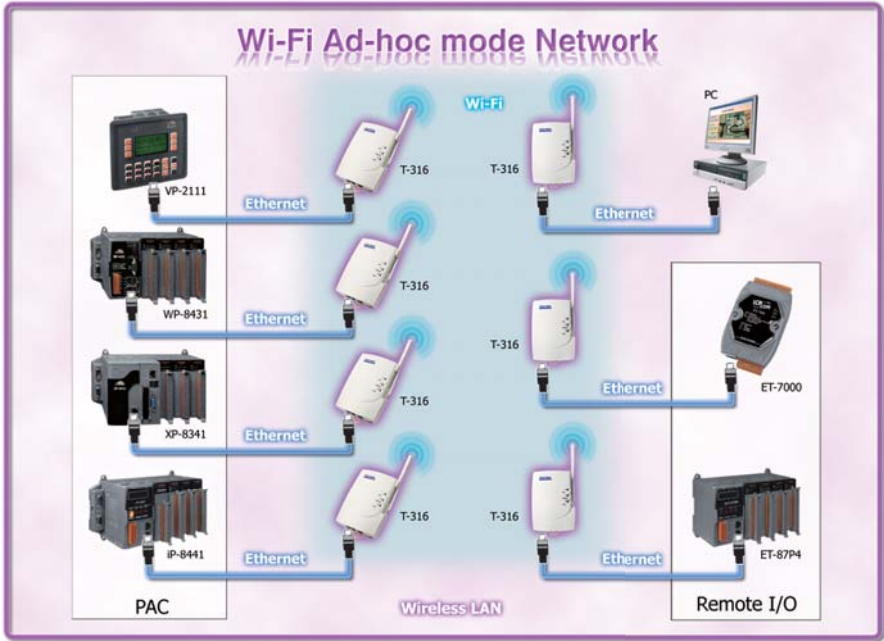 Wi-Fi Ad-hoc mode Network
Wi-Fi
PC
T-316
T-316
VP-2111
Ethernet
Ethernet
T-316
WP-8431
Ethernet
T-316
ET-7000
Ethernet
T-316
XP-8341
Ethernet
T-316
T-316
iP-8441
Ethernet
Ethernet
ET-87P4
PAC
Wireless LAN
Remote I/O